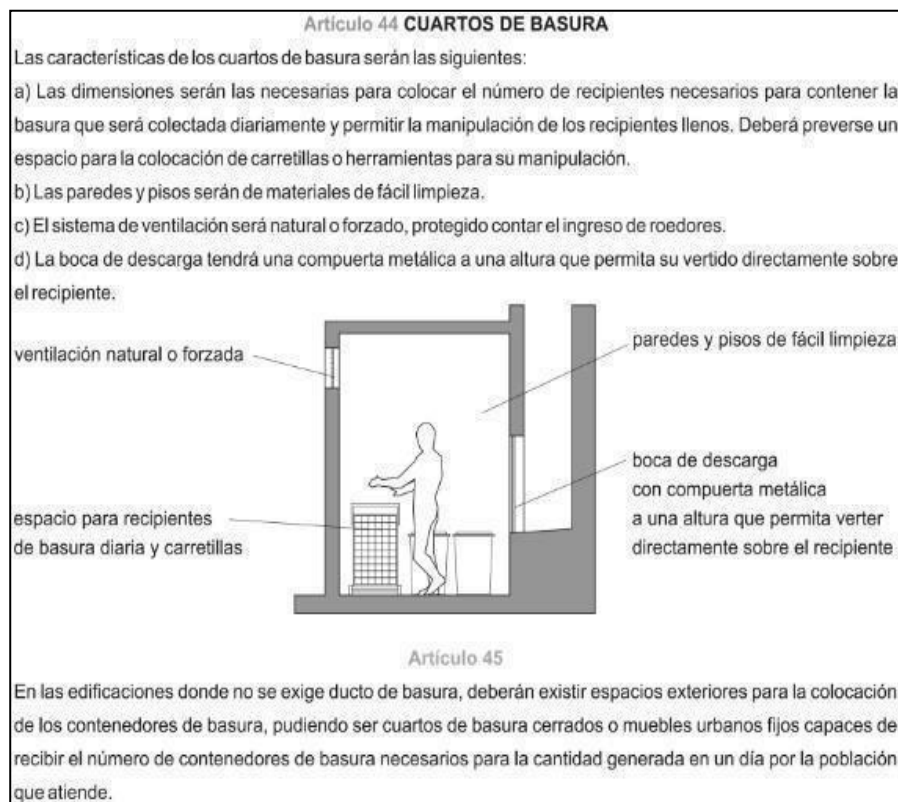 Artículo 44 CUARTOS DE BASURA
Las características de los cuartos de basura serán las siguientes:
a) Las dimensiones serán las necesarias para colocar el número de recipientes necesarios para contener la
basura que será colectada diariamente y permitir la manipulación de los recipientes llenos. Deberá preverse un
espacio para la colocación de carretillas o herramientas para su manipulación.
b) Las paredes y pisos serán de materiales de fácil limpieza.
c) El sistema de ventilación será natural o forzado, protegido contar el ingreso de roedores.
d) La boca de descarga tendrá una compuerta metálica a una altura que permita su vertido directamente sobre
el recipiente.
ventilación natural o forzada
paredes y pisos de fácil limpieza
boca de descarga
con compuerta metálica
a una altura que permita verter
directamente sobre el recipiente
espacio para recipientes
de basura diaria y carretillas
Artículo 45
En las edificaciones donde no se exige ducto de basura, deberán existir espacios exteriores para la colocación
de los contenedores de basura, pudiendo ser cuartos de basura cerrados o muebles urbanos fijos capaces de
recibir el número de contenedores de basura necesarios para la cantidad generada en un día por la población
que atiende.